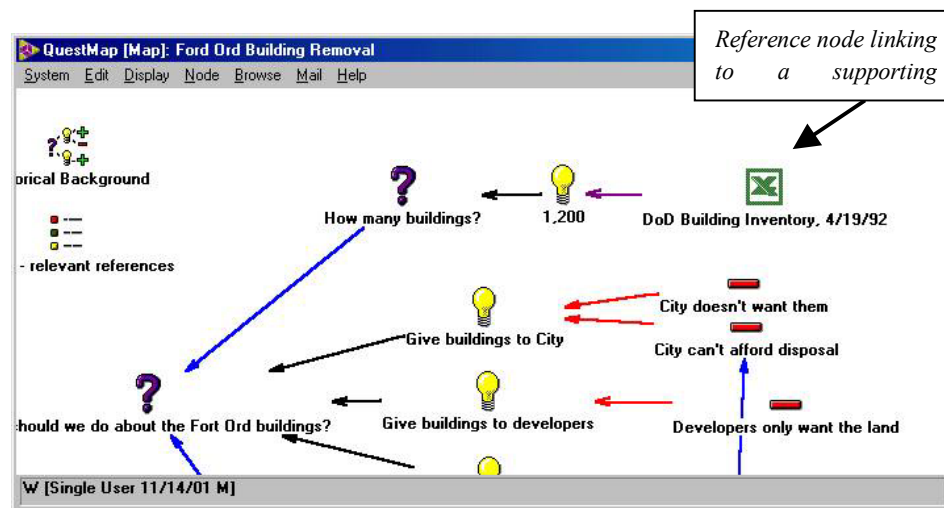 Reference node linking
to a supporting
QuestMap [Map]: Ford Ord Building Removal
System Edit Display Node Browse Mail Help
orical Background
How many buildings?
1,200
DoD Building Inventory, 4/19/92
- relevant references
City doesn't want them
Give buildings to City
City can't afford disposal
hould we do about the Fort Ord buildings?
Give buildings to developers
Developers only want the land
W [Single User 11/14/01 M]